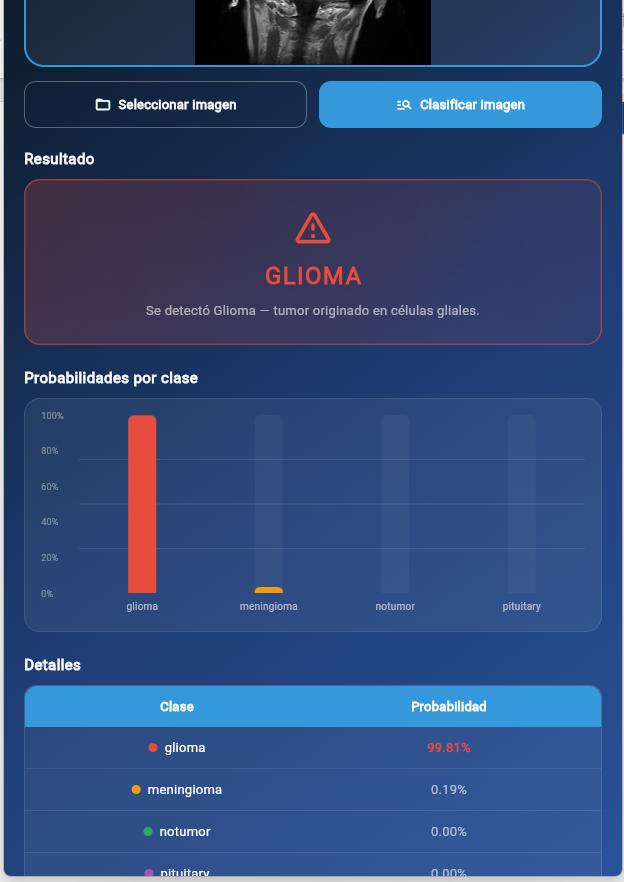 Seleccionar imagen
Clasificar imagen
Resultado
GLIOMA
Se detectó Glioma — tumor originado en células gliales.
Probabilidades por clase
100%
80%
60%
40%
20%
0%
glioma meningioma notumor pituitary
Detalles
Clase Probabilidad
glioma 99.81%
meningioma 0.19%
notumor 0.00%
pituitary 0.00%